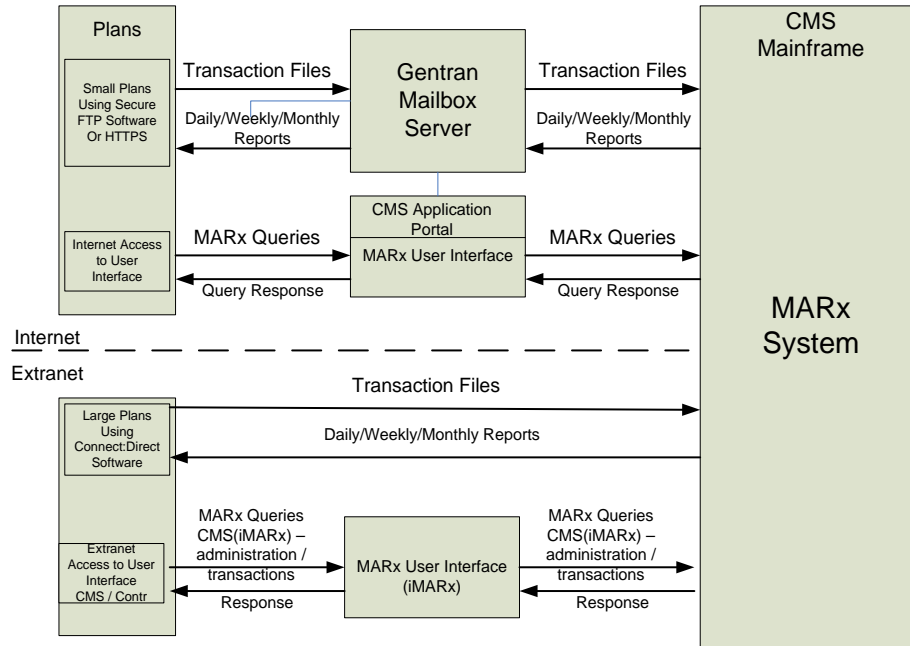 Plans
Small Plans
Using Secure
FTP Software
Or HTTPS
Transaction Files
Daily/Weekly/Monthly
Reports
Gentran
Mailbox
Server
Transaction Files
Daily/Weekly/Monthly
Reports
CMS
Mainframe
Internet Access
to User
Interface
MARx Queries
Query Response
CMS Application
Portal
MARx User Interface
MARx Queries
Query Response
MARx
System
Internet
Extranet
Large Plans
Using
Connect:Direct
Software
Transaction Files
Daily/Weekly/Monthly Reports
Extranet
Access to User
Interface
CMS / Contr
MARx Queries
CMS(iMARx) –
administration /
transactions
Response
MARx User Interface
(iMARx)
MARx Queries
CMS(iMARx) –
administration /
transactions
Response